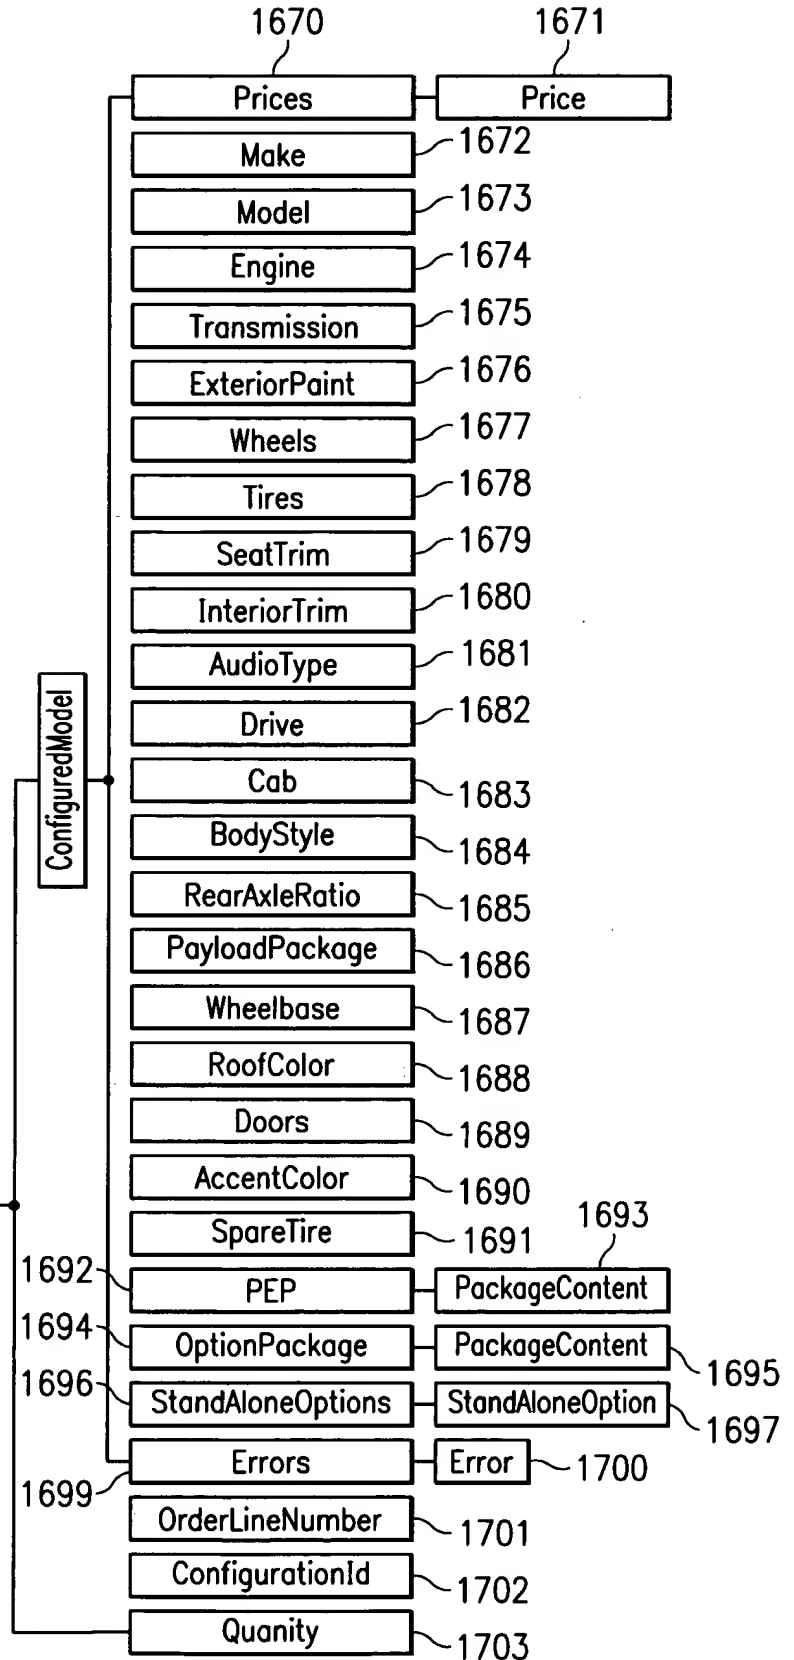 1670 1671
Prices Price
Make 1672
Model 1673
Engine 1674
Transmission 1675
ExteriorPaint 1676
Wheels 1677
Tires 1678
SeatTrim 1679
InteriorTrim 1680
AudioType 1681
Drive 1682
ConfiguredModel
Cab 1683
BodyStyle 1684
RearAxleRatio 1685
PayloadPackage 1686
Wheelbase 1687
RoofColor 1688
Doors 1689
AccentColor 1690
SpareTire 1691
1693
1692 PEP PackageContent
1694 OptionPackage PackageContent 1695
1696 StandAloneOptions StandAloneOption 1697
1699 Errors Error 1700
OrderLineNumber 1701
ConfigurationId 1702
Quanity 1703